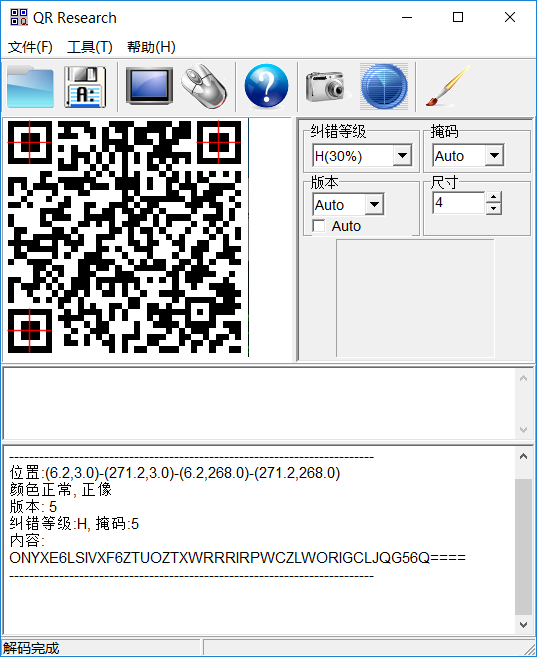 QR Research
文件(F) 工具(T) 帮助(H)
A:
纠错等级
H(30%)
掩码
Auto
版本
Auto
Auto
尺寸
4
--------------------------------------------------------------------------
位置:(6.2,3.0)-(271.2,3.0)-(6.2,268.0)-(271.2,268.0)
颜色正常, 正像
版本: 5
纠错等级:H, 掩码:5
内容:
ONYXE6LSIVXF6ZTUOZTXWRRRIRPWCZLWORIGCLJQG56Q====
--------------------------------------------------------------------------
解码完成